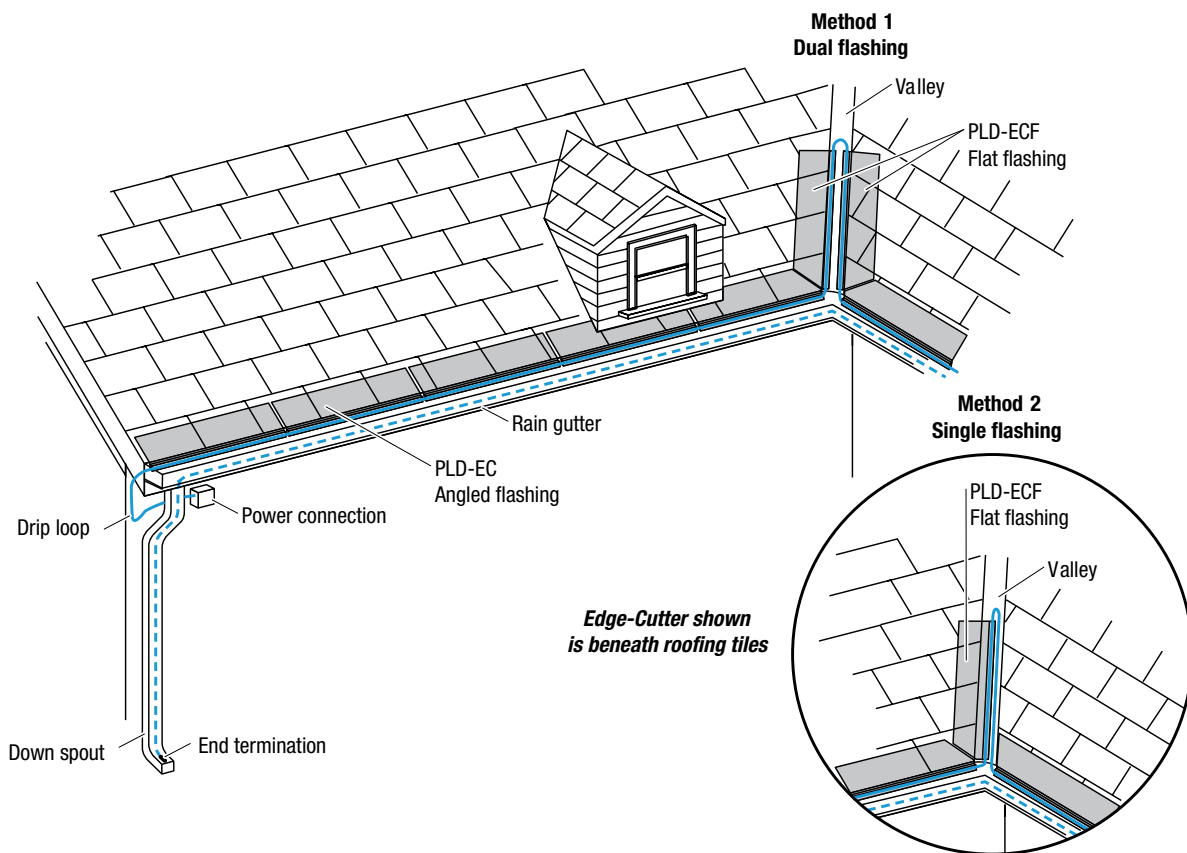 Method 1
Dual flashing
Valley
PLD-ECF
Flat flashing
Rain gutter
PLD-EC
Angled flashing
Power connection
Drip loop
Down spout
End termination
Method 2
Single flashing
PLD-ECF
Flat flashing
Valley
Edge-Cutter shown
is beneath roofing tiles